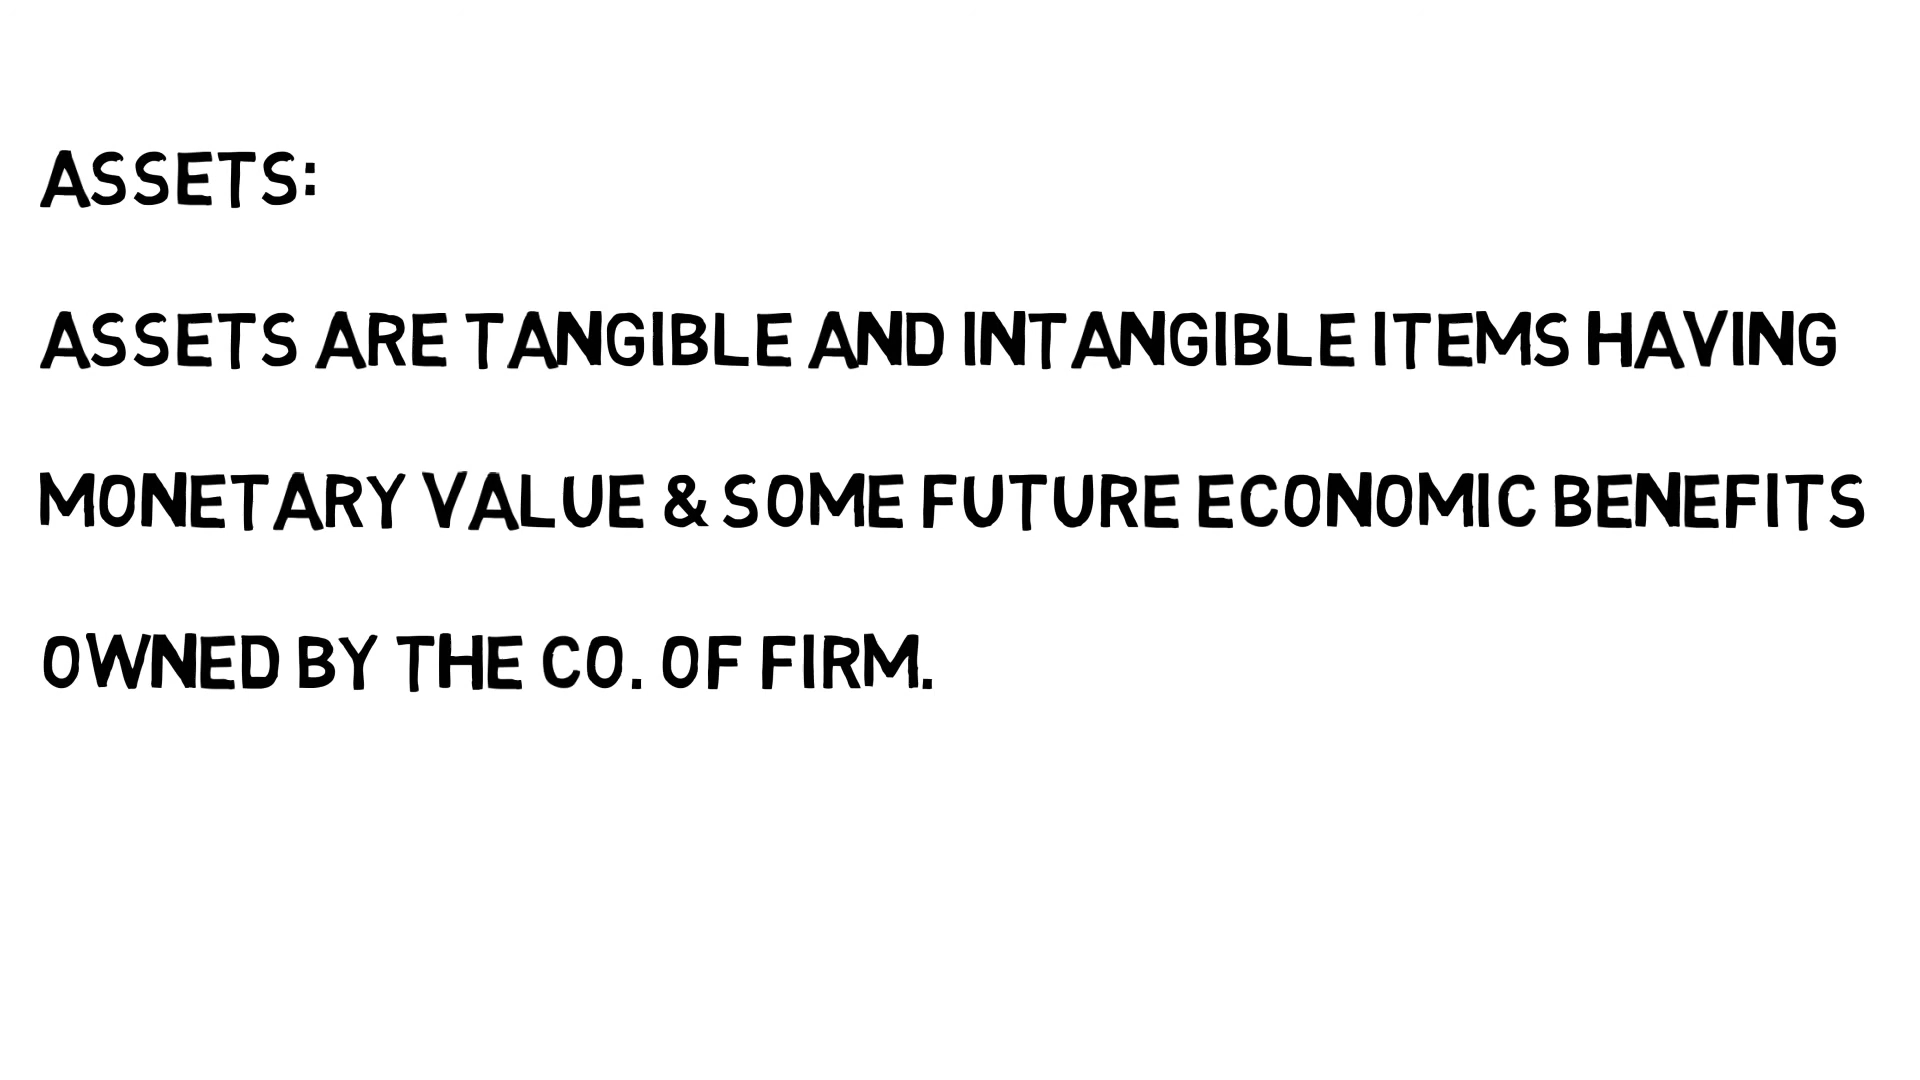 ASSETS:
ASSETS ARE TANGIBLE AND INTANGIBLE ITEMS HAVING
MONETARY VALUE & SOME FUTURE ECONOMIC BENEFITS
OWNED BY THE CO. OF FIRM.